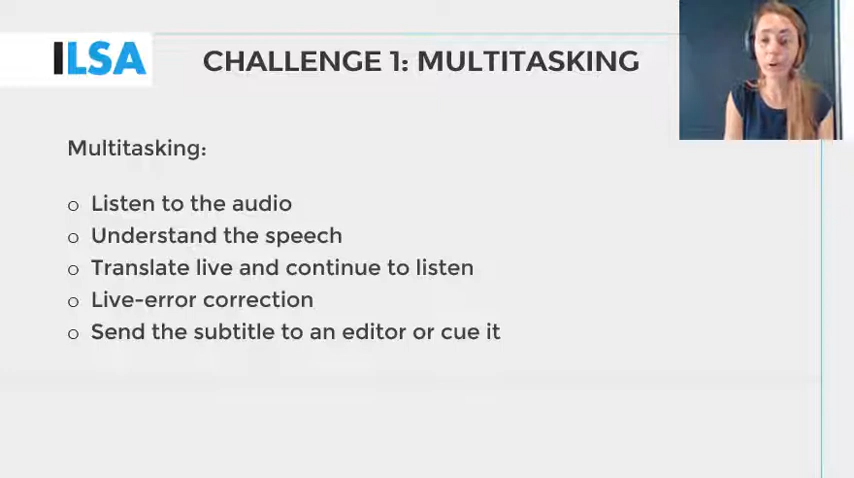 ILSA
CHALLENGE 1: MULTITASKING
Multitasking:
o Listen to the audio
o Understand the speech
o Translate live and continue to listen
o Live-error correction
o Send the subtitle to an editor or cue it